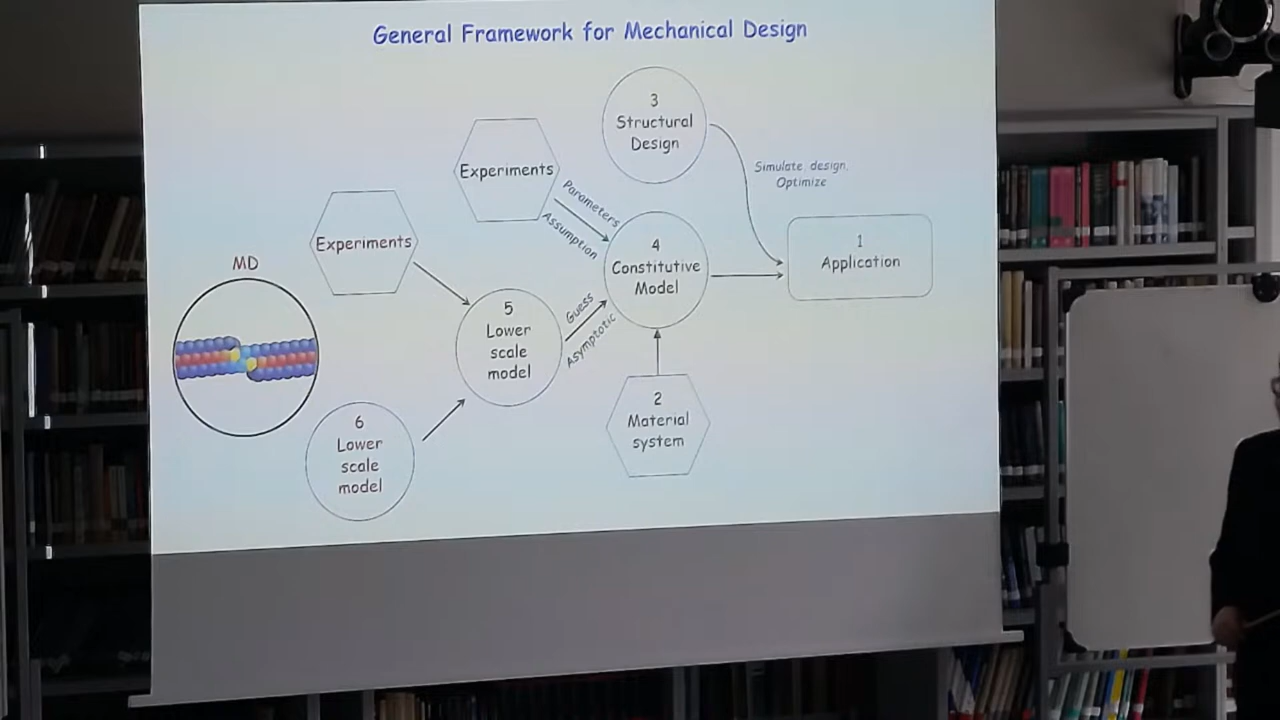 General Framework for Mechanical Design
3
Structural
Design
Experiments
Parameters
Assumption
Simulate, design,
Optimize
Experiments
4
Constitutive
Model
1
Application
MD
5
Lower
scale
model
Guess
Asymptotic
2
Material
system
6
Lower
scale
model